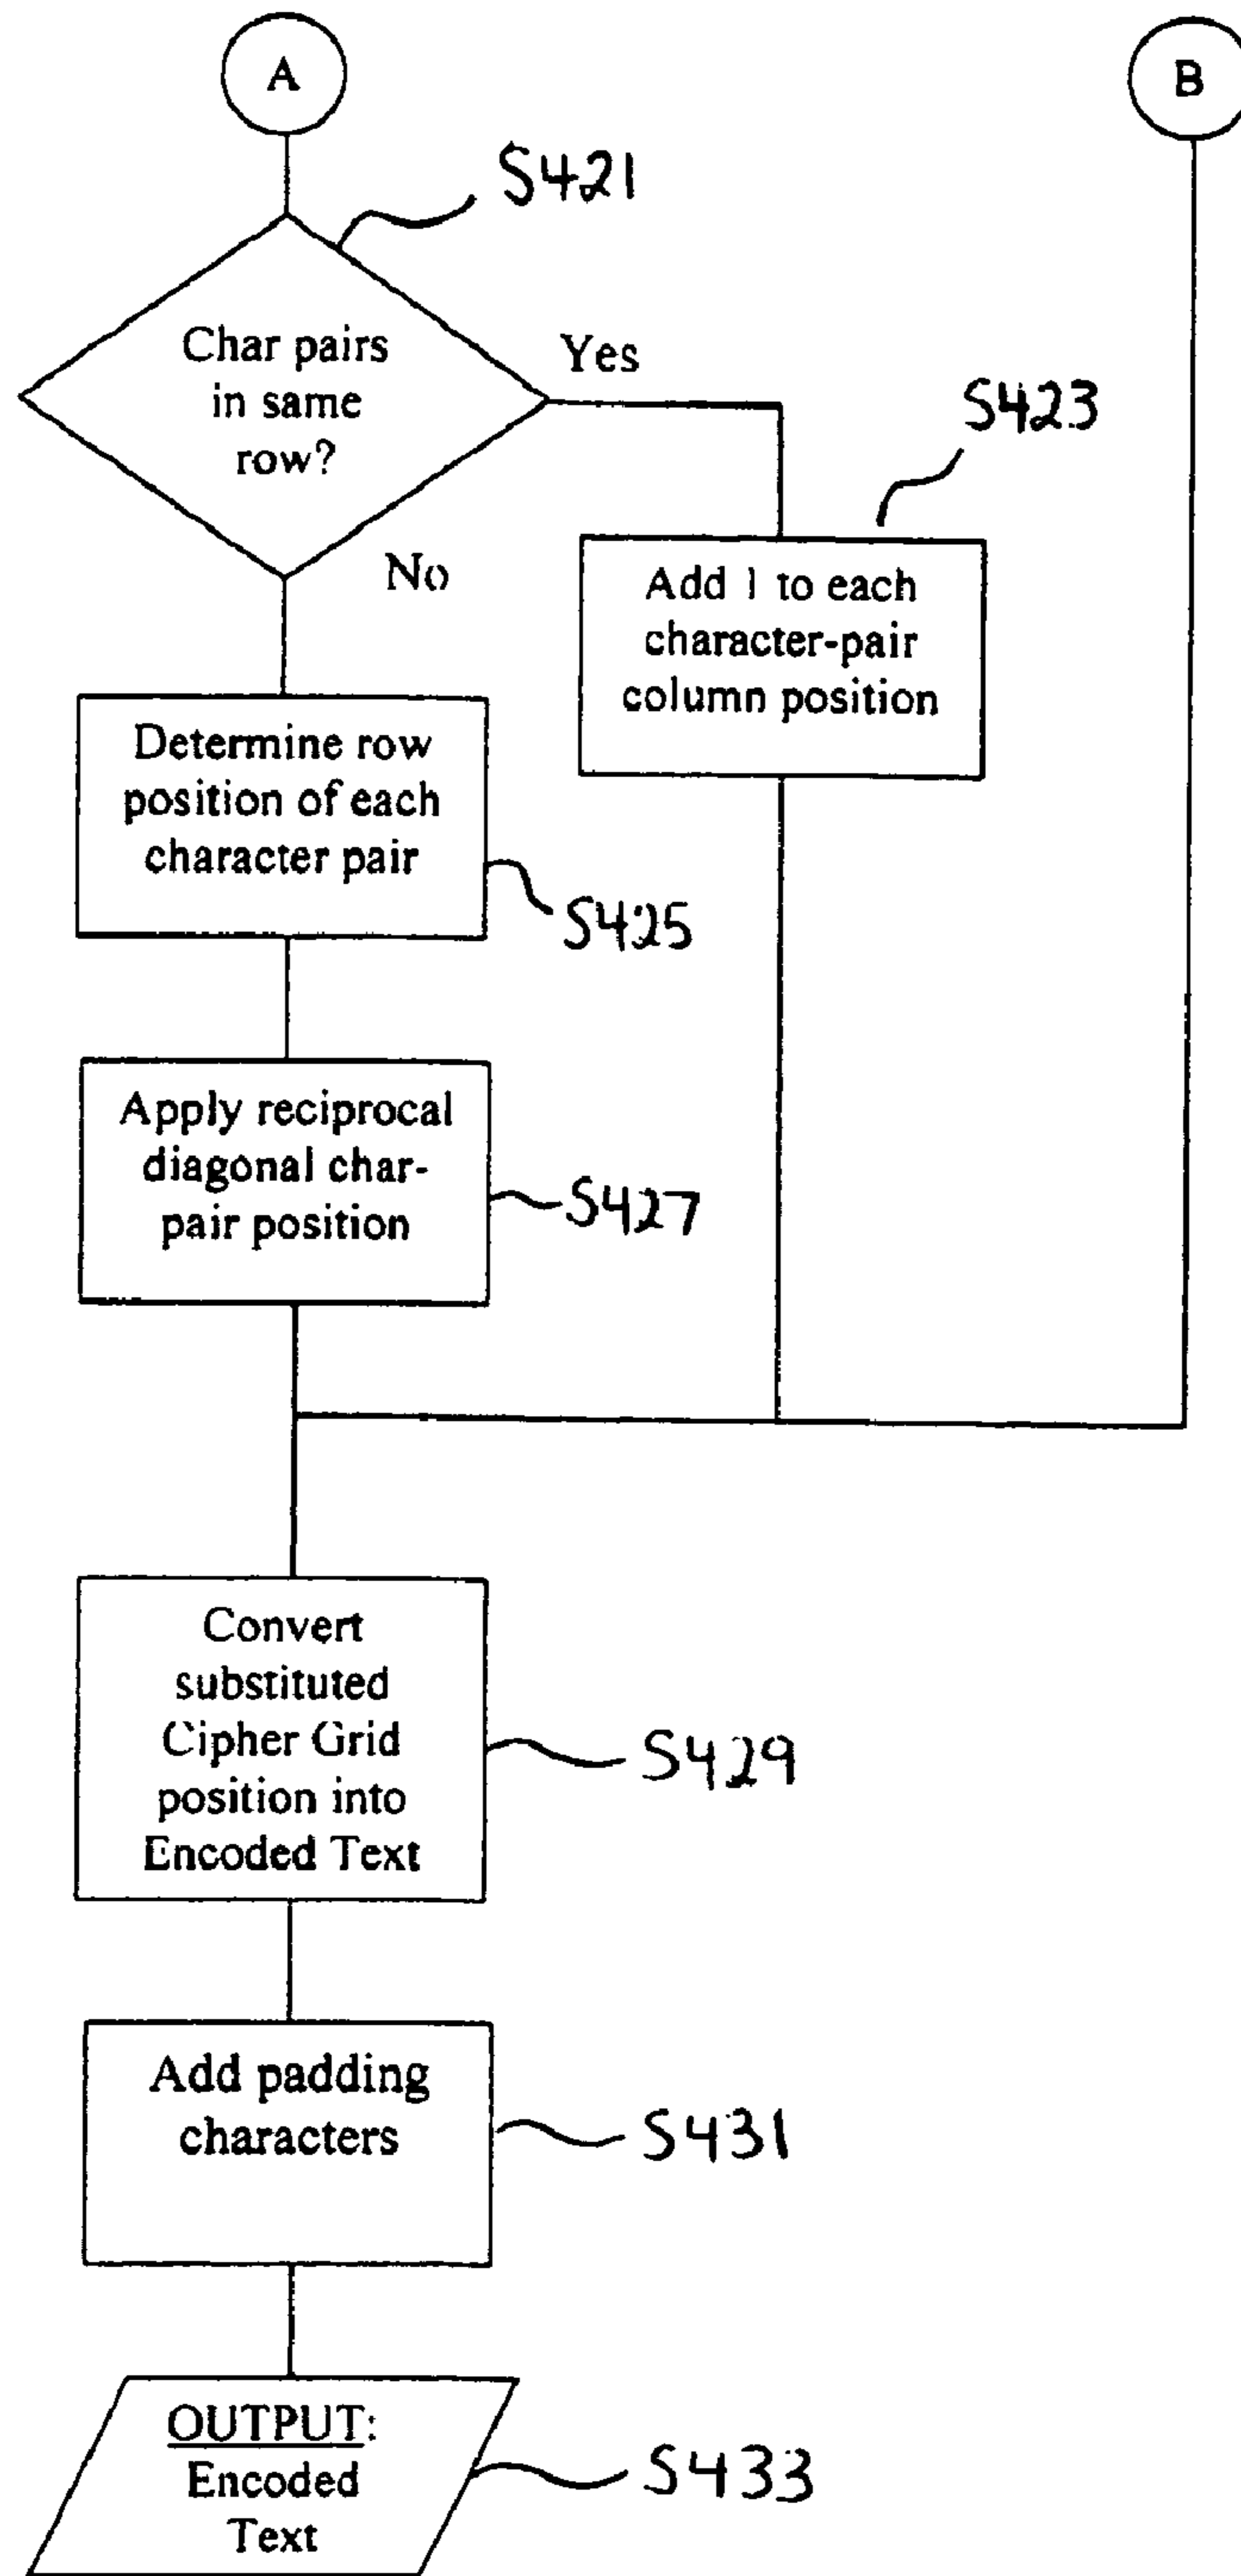 A
B
S421
Char pairs
in same
row?
Yes
No
S423
Add 1 to each
character-pair
column position
Determine row
position of each
character pair
S425
Apply reciprocal
diagonal char-
pair position
S427
Convert
substituted
Cipher Grid
position into
Encoded Text
S429
Add padding
characters
S431
OUTPUT:
Encoded
Text
S433